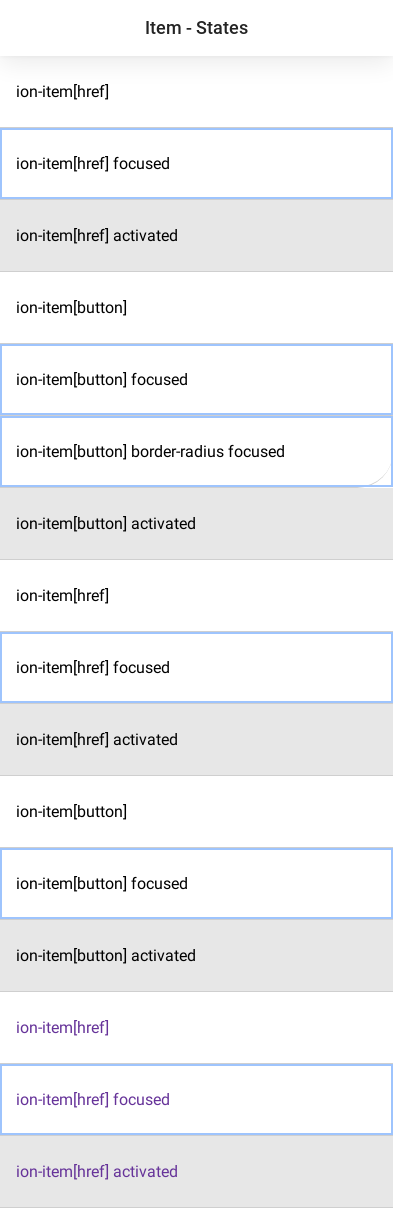 Item - States
ion-item[href]
ion-item[href] focused
ion-item[href] activated
ion-item[button]
ion-item[button] focused
ion-item[button] border-radius focused
ion-item[button] activated
ion-item[href]
ion-item[href] focused
ion-item[href] activated
ion-item[button]
ion-item[button] focused
ion-item[button] activated
ion-item[href]
ion-item[href] focused
ion-item[href] activated